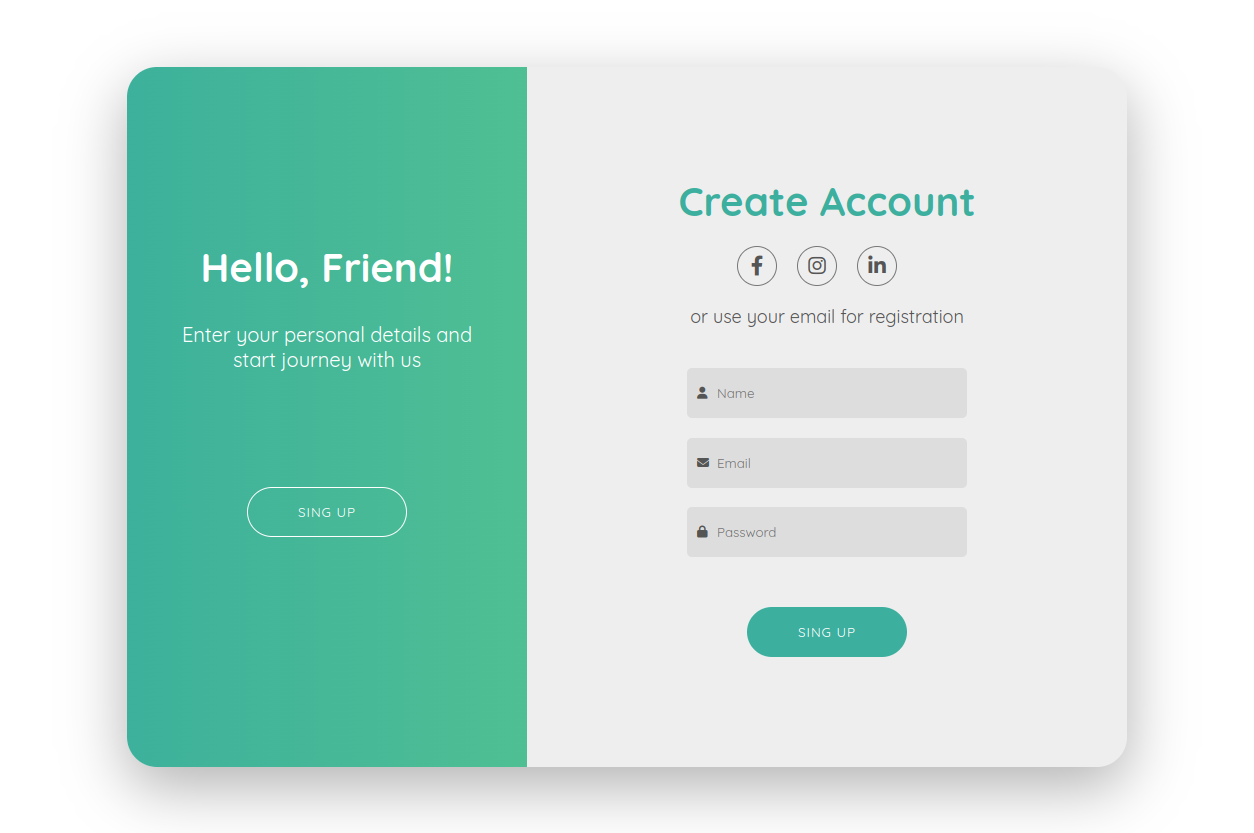 Hello, Friend!
Enter your personal details and
start journey with us
SING UP
Create Account
or use your email for registration
Name
Email
Password
SING UP